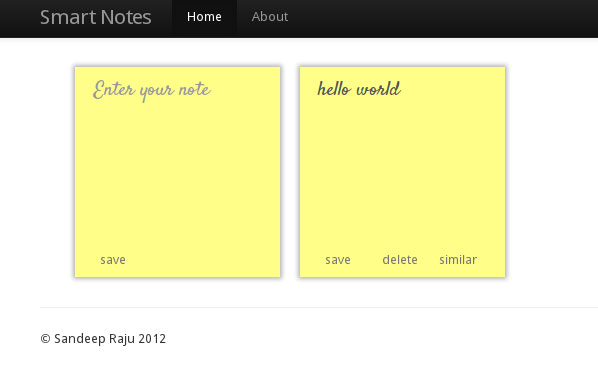 Smart Notes Home About
Enter your note
hello world
save
save delete similar
© Sandeep Raju 2012